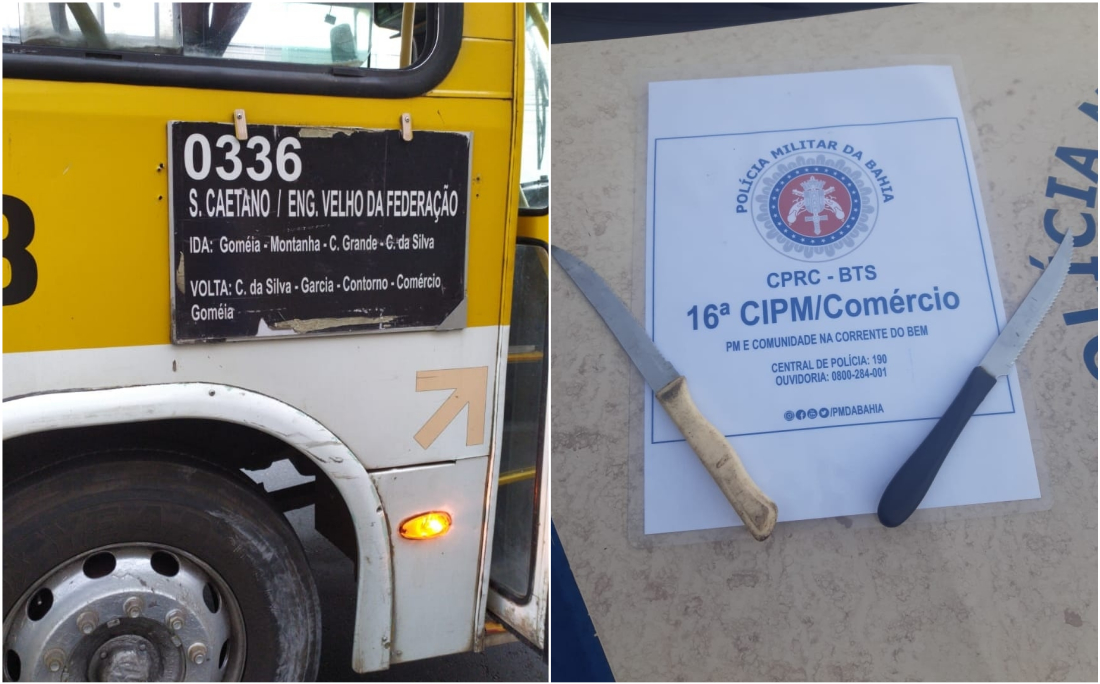 0336
S. CAETANO / ENG. VELHO DA FEDERAÇÃO
IDA: Goméia - Montanha - C. Grande - C. da Silva
VOLTA: C. da Silva - Garcia - Contorno - Comércio
Goméia
8
POLÍCIA MILITAR DA BAHIA
CPRC - BTS
16ª CIPM/Comércio
PM E COMUNIDADE NA CORRENTE DO BEM
CENTRAL DE POLÍCIA: 190
OUVIDORIA: 0800-284-001
/PMDABAHIA